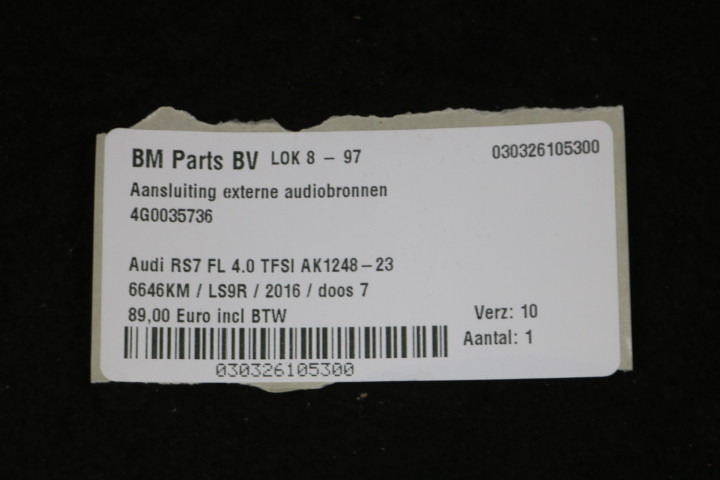 BM Parts BV LOK 8 - 97 030326105300
Aansluiting externe audiobronnen
4G0035736
Audi RS7 FL 4.0 TFSI AK1248-23
6646KM / LS9R / 2016 / doos 7
89,00 Euro incl BTW Verz: 10
Aantal: 1
030326105300